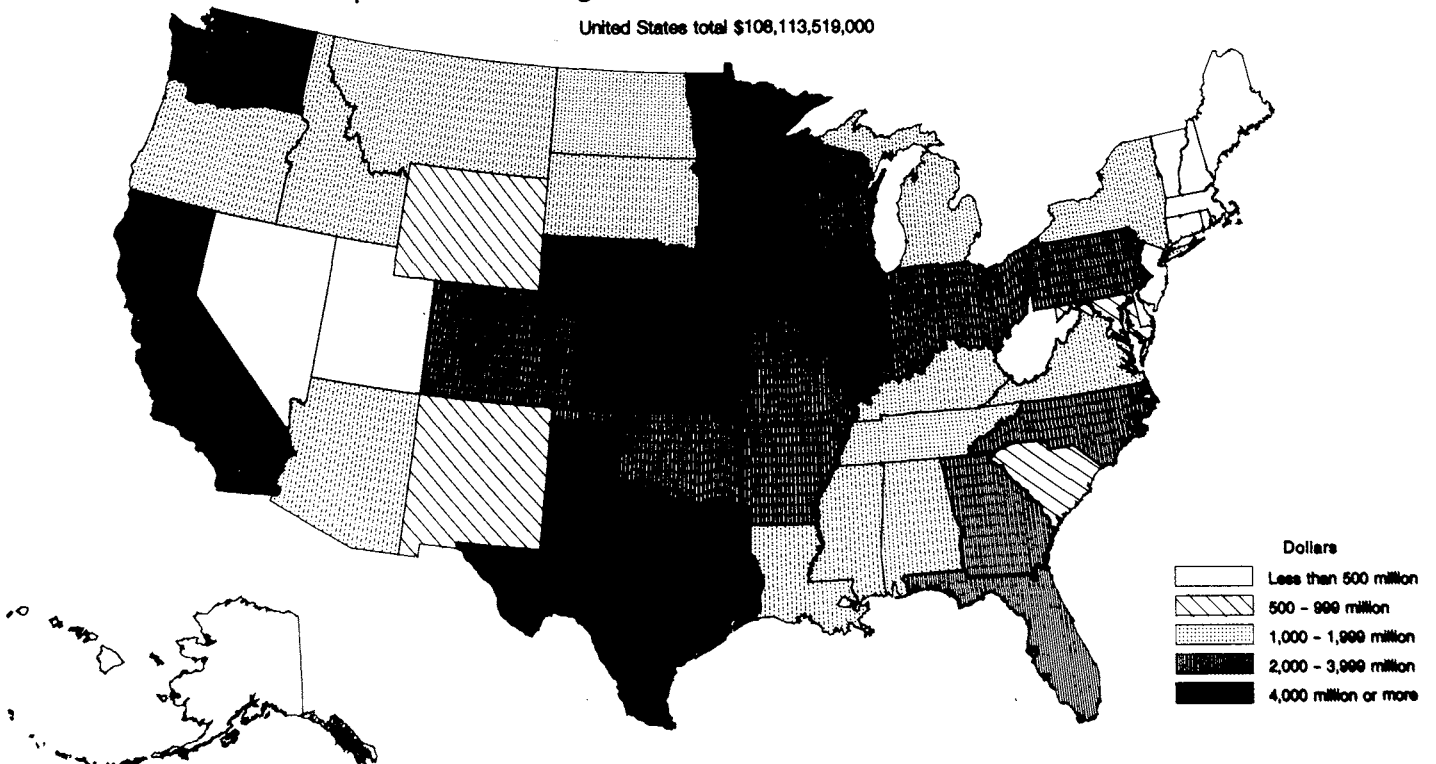 United States total $108,113,519,000
Dollars
Less than 500 million
500 - 999 million
1,000 - 1,999 million
2,000 - 3,999 million
4,000 million or more